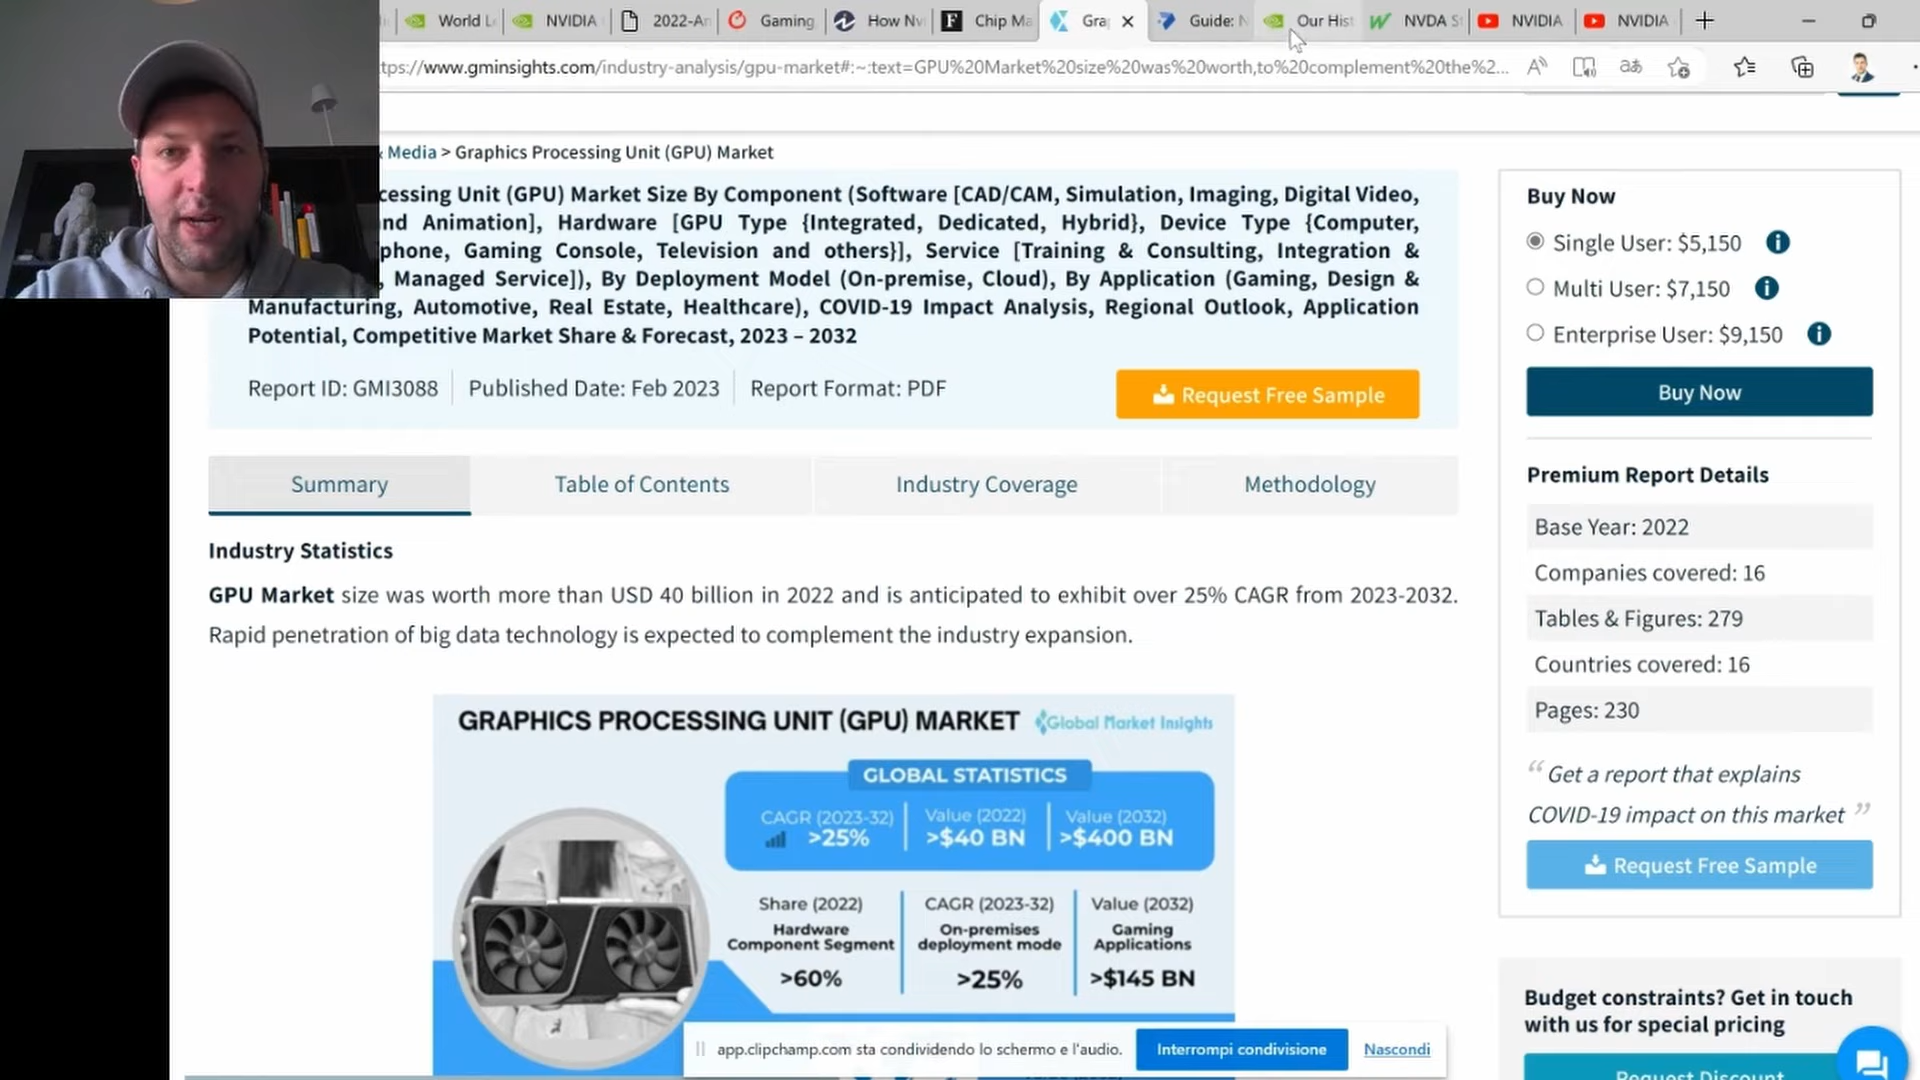 World L
NVIDIA
2022-An
Gaming
How Nvi
Chip Ma
Gra
Guide: N
Our Hist
NVDA S
NVIDIA
NVIDIA
tps://www.gminsights.com/industry-analysis/gpu-market#:~:text=GPU%20Market%20size%20was%20worth,to%20complement%20the%2...
Media > Graphics Processing Unit (GPU) Market
cessing Unit (GPU) Market Size By Component (Software [CAD/CAM, Simulation, Imaging, Digital Video,
nd Animation], Hardware [GPU Type {Integrated, Dedicated, Hybrid}, Device Type {Computer,
phone, Gaming Console, Television and others}], Service [Training & Consulting, Integration &
, Managed Service]), By Deployment Model (On-premise, Cloud), By Application (Gaming, Design &
Manufacturing, Automotive, Real Estate, Healthcare), COVID-19 Impact Analysis, Regional Outlook, Application
Potential, Competitive Market Share & Forecast, 2023 – 2032
Report ID: GMI3088
Published Date: Feb 2023
Report Format: PDF
Request Free Sample
Summary
Table of Contents
Industry Coverage
Methodology
Industry Statistics
GPU Market size was worth more than USD 40 billion in 2022 and is anticipated to exhibit over 25% CAGR from 2023-2032.
Rapid penetration of big data technology is expected to complement the industry expansion.
GRAPHICS PROCESSING UNIT (GPU) MARKET
Global Market Insights
GLOBAL STATISTICS
CAGR (2023-32)
>25%
Value (2022)
>$40 BN
Value (2032)
>$400 BN
Share (2022)
Hardware
Component Segment
>60%
CAGR (2023-32)
On-premises
deployment mode
>25%
Value (2032)
Gaming
Applications
>$145 BN
Buy Now
Single User: $5,150
Multi User: $7,150
Enterprise User: $9,150
Buy Now
Premium Report Details
Base Year: 2022
Companies covered: 16
Tables & Figures: 279
Countries covered: 16
Pages: 230
“ Get a report that explains
COVID-19 impact on this market ”
Request Free Sample
Budget constraints? Get in touch
with us for special pricing
Request Discount
app.clipchamp.com sta condividendo lo schermo e l'audio.
Interrompi condivisione
Nascondi